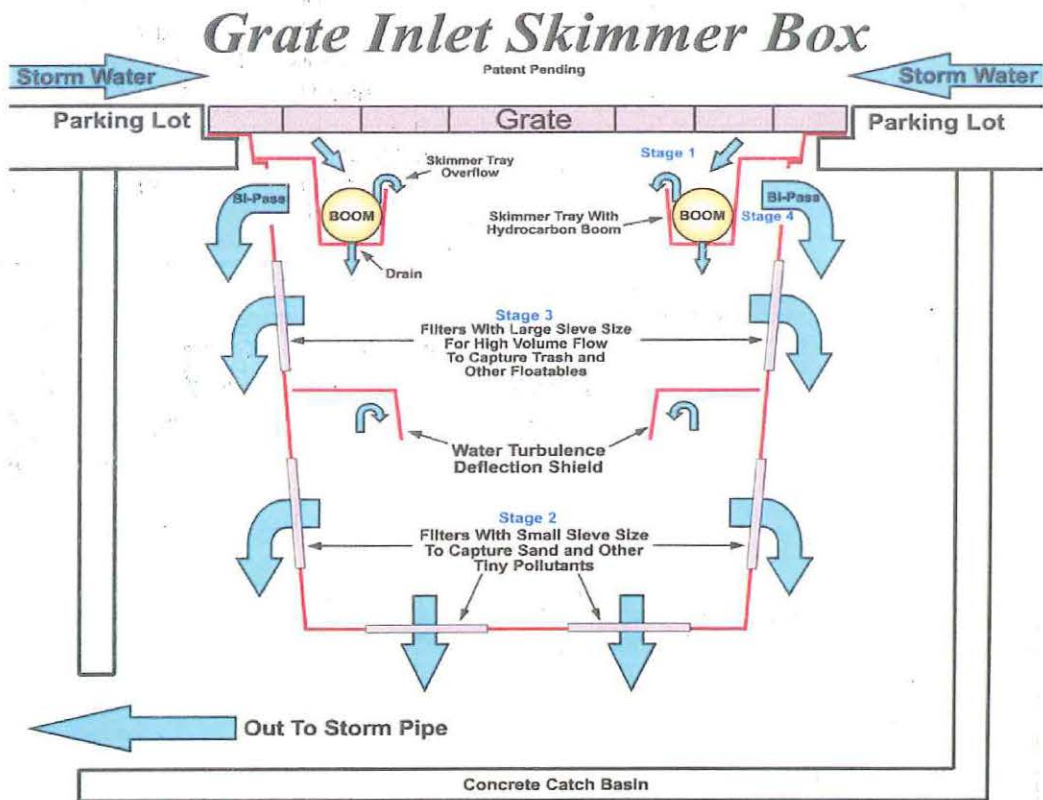 Grate Inlet Skimmer Box
Patent Pending
Storm Water
Storm Water
Parking Lot
Grate
Parking Lot
Stage 1
Skimmer Tray
Overflow
BI-Pass
BOOM
Skimmer Tray With
Hydrocarbon Boom
BOOM
Stage 4
BI-Pass
Drain
Stage 3
Filters With Large Sieve Size
For High Volume Flow
To Capture Trash and
Other Floatables
Water Turbulence
Deflection Shield
Stage 2
Filters With Small Sieve Size
To Capture Sand and Other
Tiny Pollutants
Out To Storm Pipe
Concrete Catch Basin